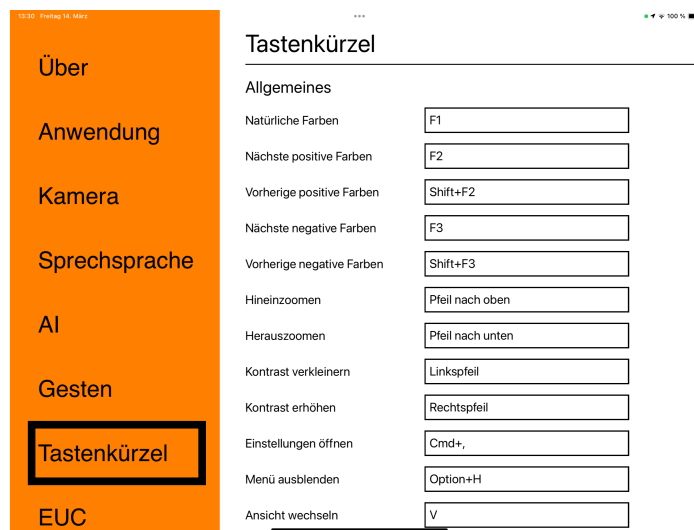 13:30 Freitag 14. März
100 %
Über
Anwendung
Kamera
Sprechsprache
AI
Gesten
Tastenkürzel
EUC
Tastenkürzel
Allgemeines
Natürliche Farben F1
Nächste positive Farben F2
Vorherige positive Farben Shift+F2
Nächste negative Farben F3
Vorherige negative Farben Shift+F3
Hineinzoomen Pfeil nach oben
Herauszoomen Pfeil nach unten
Kontrast verkleinern Linkspfeil
Kontrast erhöhen Rechtspfeil
Einstellungen öffnen Cmd+,
Menü ausblenden Option+H
Ansicht wechseln V